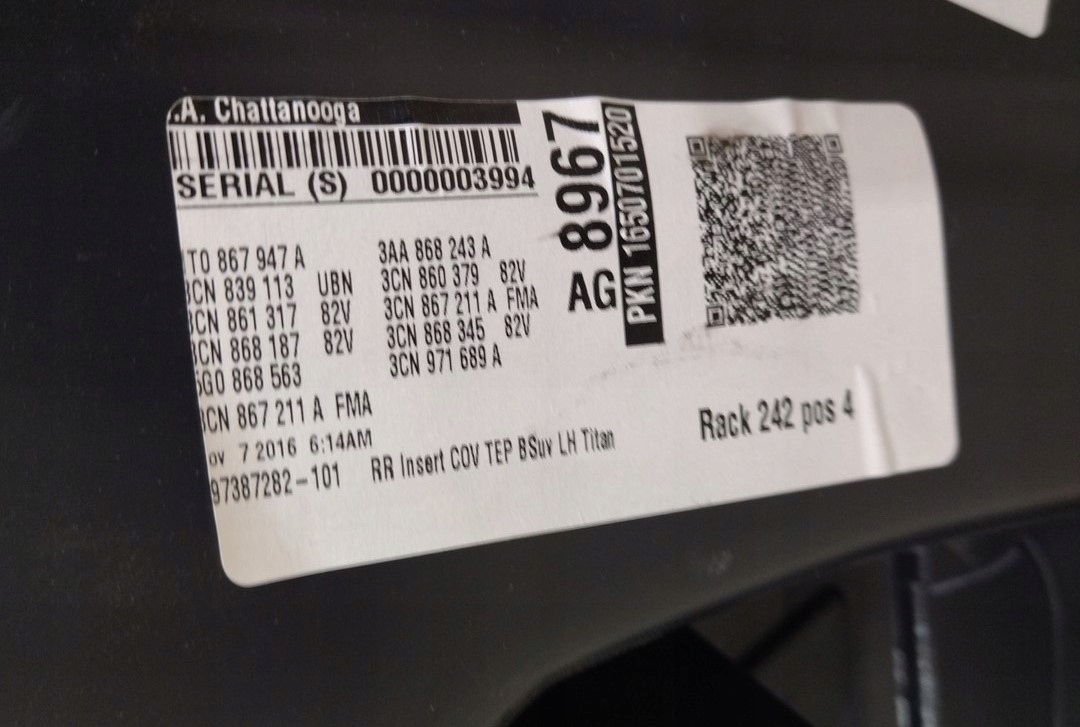 .A. Chattanooga
SERIAL (S) 0000003994
T0 867 947 A
3AA 868 243 A
CN 839 113 UBN
3CN 860 379 82V
CN 861 317 82V
3CN 867 211 A FMA
CN 868 187 82V
3CN 868 345 82V
G0 868 563
3CN 971 689 A
CN 867 211 A FMA
ov 7 2016 6:14AM
97387282-101 RR Insert COV TEP BSuv LH Titan
AG 8967
PKN 1650701520
Rack 242 pos 4